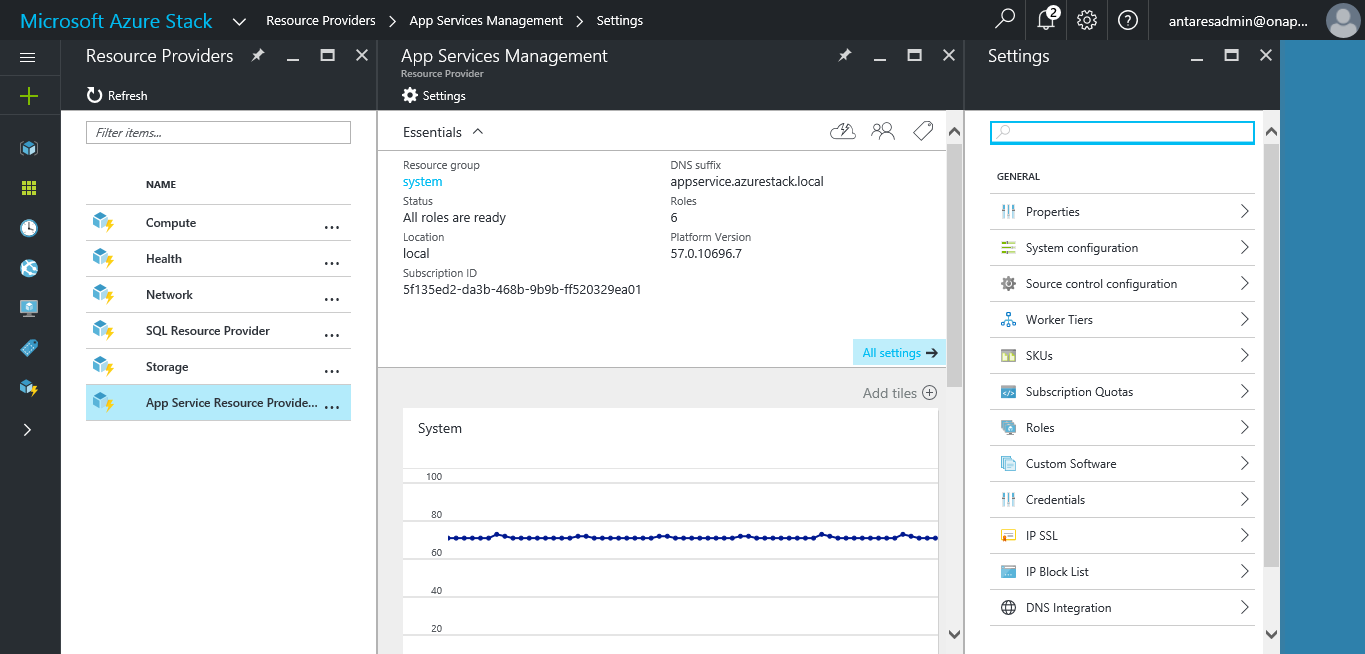 Microsoft Azure Stack
Resource Providers
App Services Management
Settings
2
antaresadmin@onap...
Resource Providers
Refresh
Filter items...
NAME
Compute
...
Health
...
Network
...
SQL Resource Provider
...
Storage
...
App Service Resource Provide...
...
App Services Management
Resource Provider
Settings
Essentials
Resource group
system
Status
All roles are ready
Location
local
Subscription ID
5f135ed2-da3b-468b-9b9b-ff520329ea01
DNS suffix
appservice.azurestack.local
Roles
6
Platform Version
57.0.10696.7
All settings
Add tiles
System
100
80
60
40
20
Settings
GENERAL
Properties
System configuration
Source control configuration
Worker Tiers
SKUs
Subscription Quotas
Roles
Custom Software
Credentials
IP SSL
IP Block List
DNS Integration